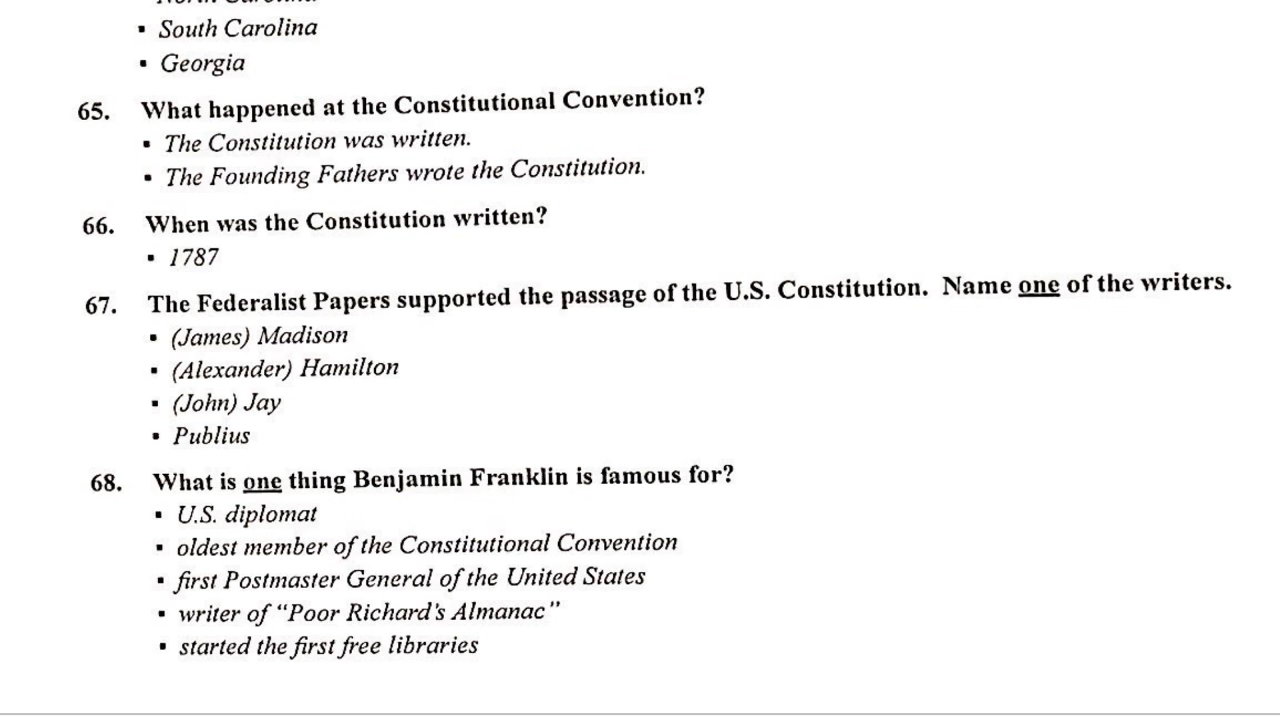 ▪ South Carolina
▪ Georgia
65. What happened at the Constitutional Convention?
▪ The Constitution was written.
▪ The Founding Fathers wrote the Constitution.
66. When was the Constitution written?
▪ 1787
67. The Federalist Papers supported the passage of the U.S. Constitution. Name one of the writers.
▪ (James) Madison
▪ (Alexander) Hamilton
▪ (John) Jay
▪ Publius
68. What is one thing Benjamin Franklin is famous for?
▪ U.S. diplomat
▪ oldest member of the Constitutional Convention
▪ first Postmaster General of the United States
▪ writer of “Poor Richard’s Almanac”
▪ started the first free libraries